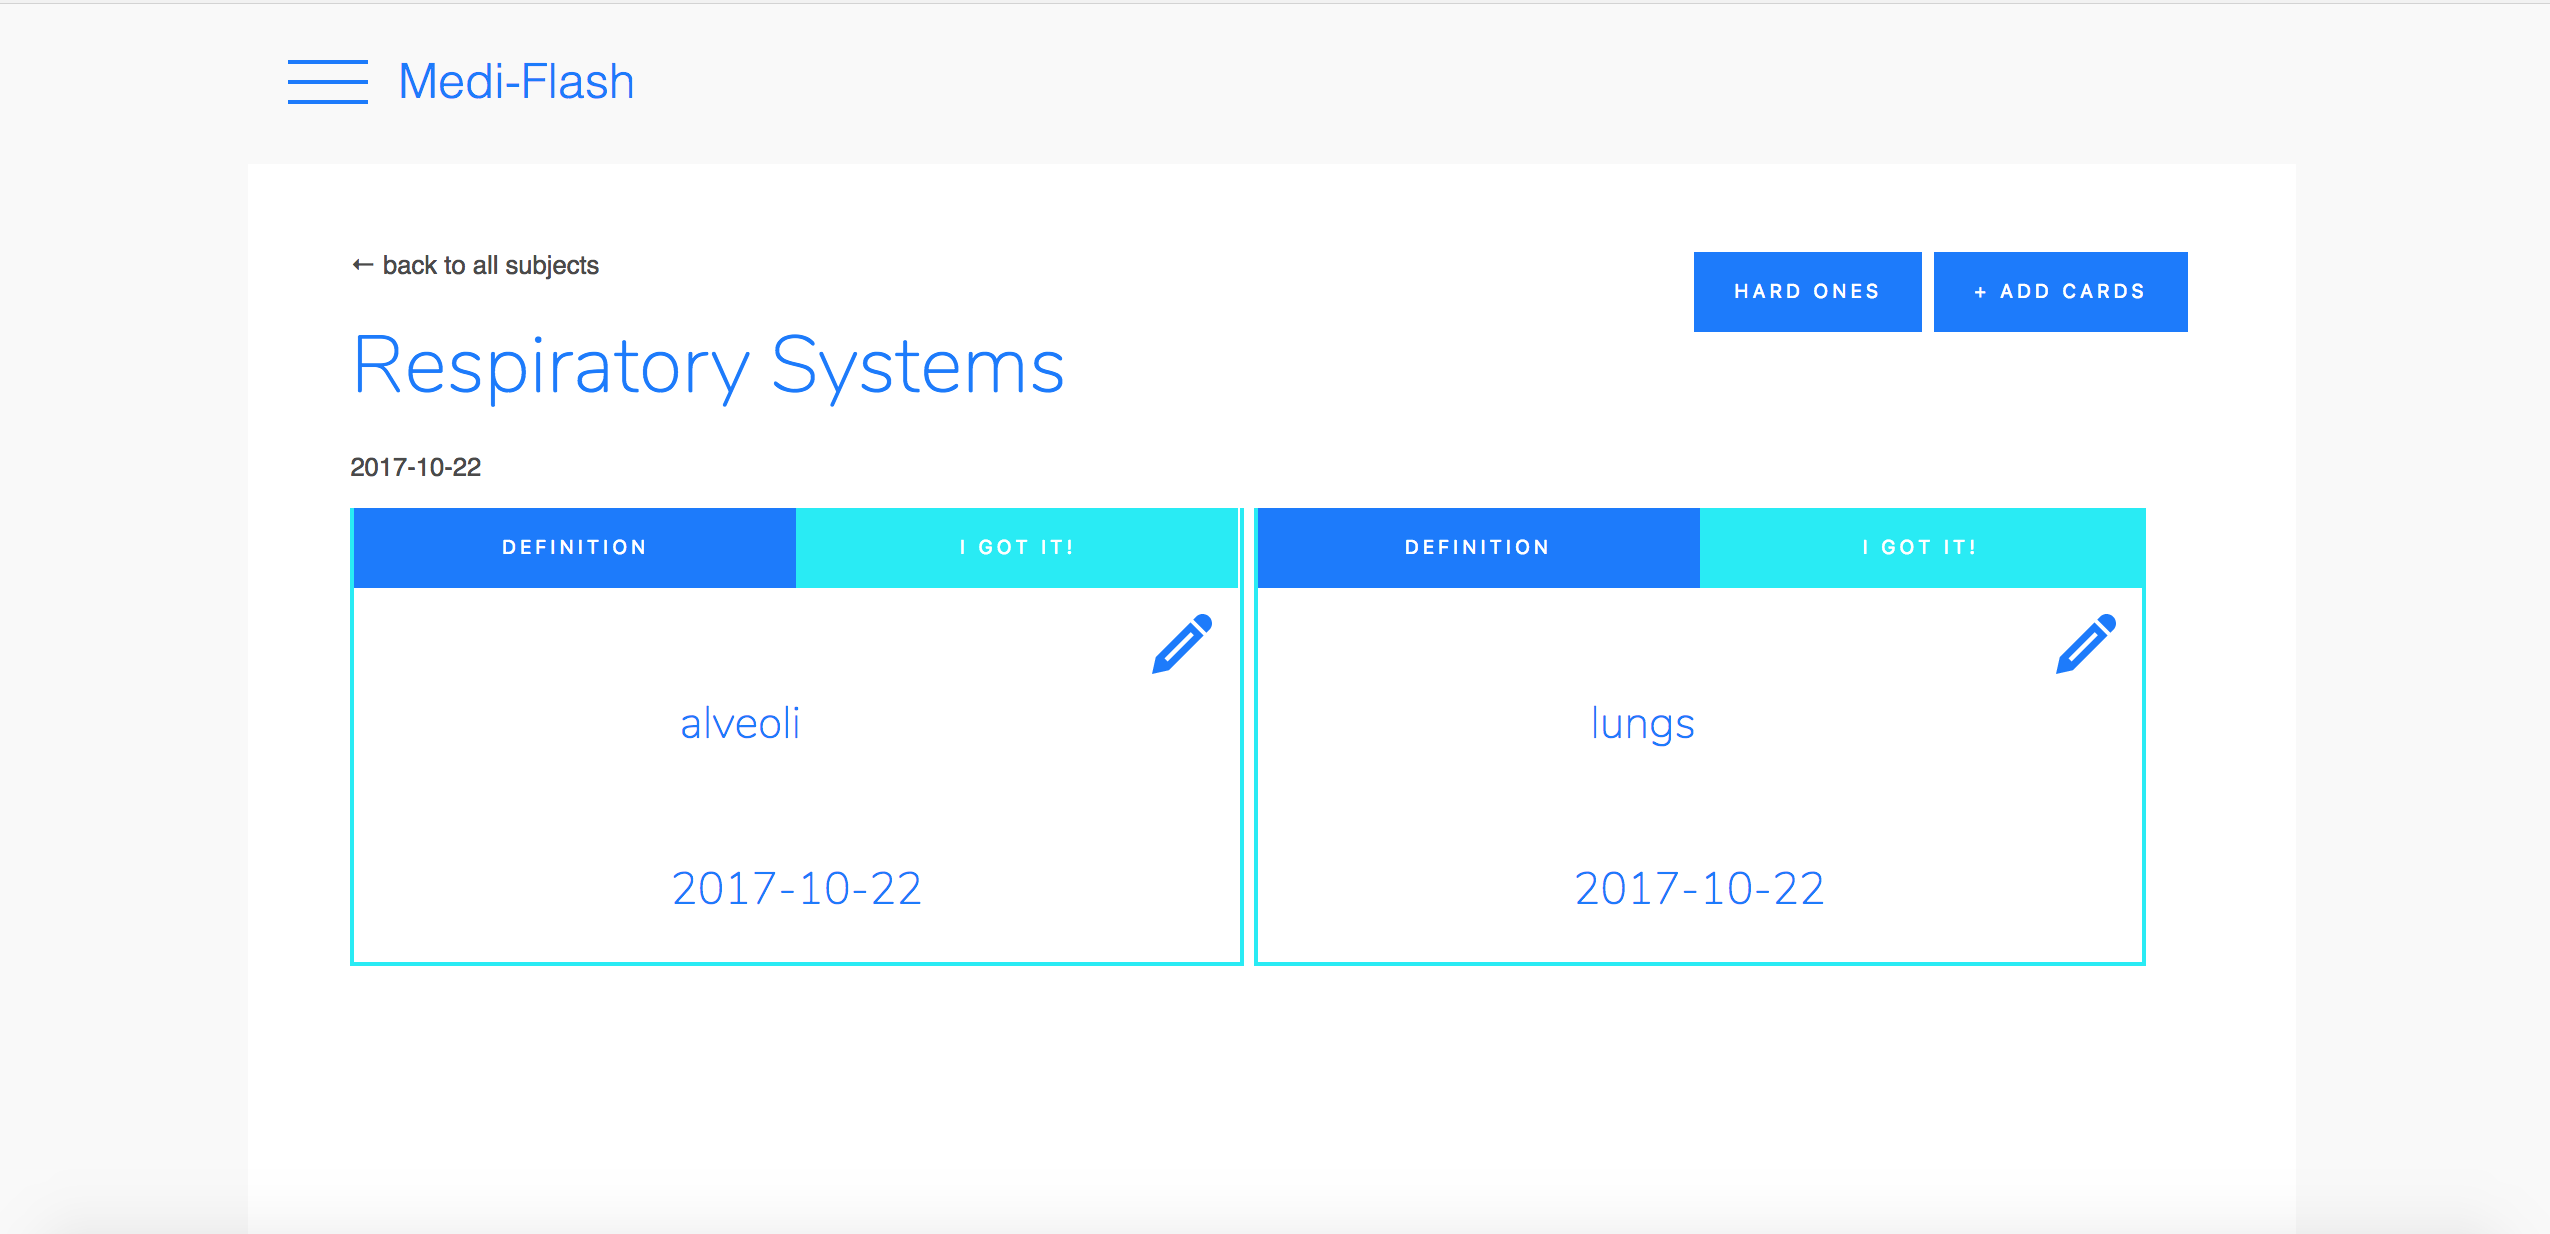 Medi-Flash
← back to all subjects
HARD ONES
+ ADD CARDS
Respiratory Systems
2017-10-22
DEFINITION
I GOT IT!
alveoli
2017-10-22
DEFINITION
I GOT IT!
lungs
2017-10-22